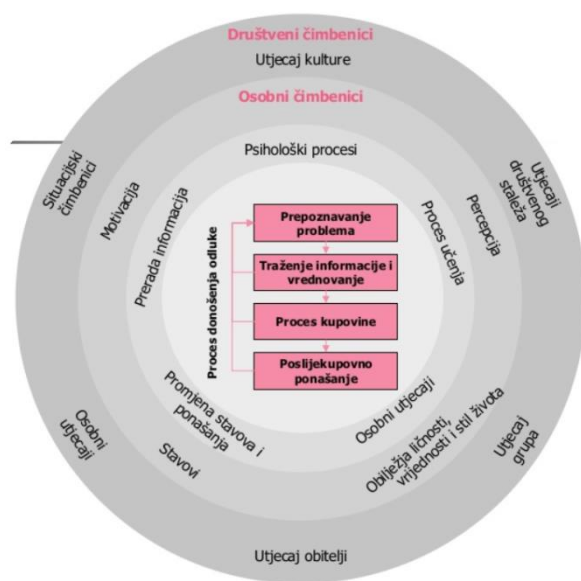 Društveni čimbenici
Utjecaj kulture
Osobni čimbenici
Psihološki procesi
Situacijski
čimbenici
Motivacija
Prerada informacija
Proces učenja
Percepcija
Utjecaji
društvenog
staleža
Proces donošenja odluke
Prepoznavanje
problema
Traženje informacije i
vrednovanje
Proces kupovine
Poslijekupovno
ponašanje
Osobni
utjecaji
Stavovi
Promjena stavova i
ponašanja
Osobni utjecaji
Obilježja ličnosti,
vrijednosti i stil života
Utjecaj
grupa
Utjecaj obitelji